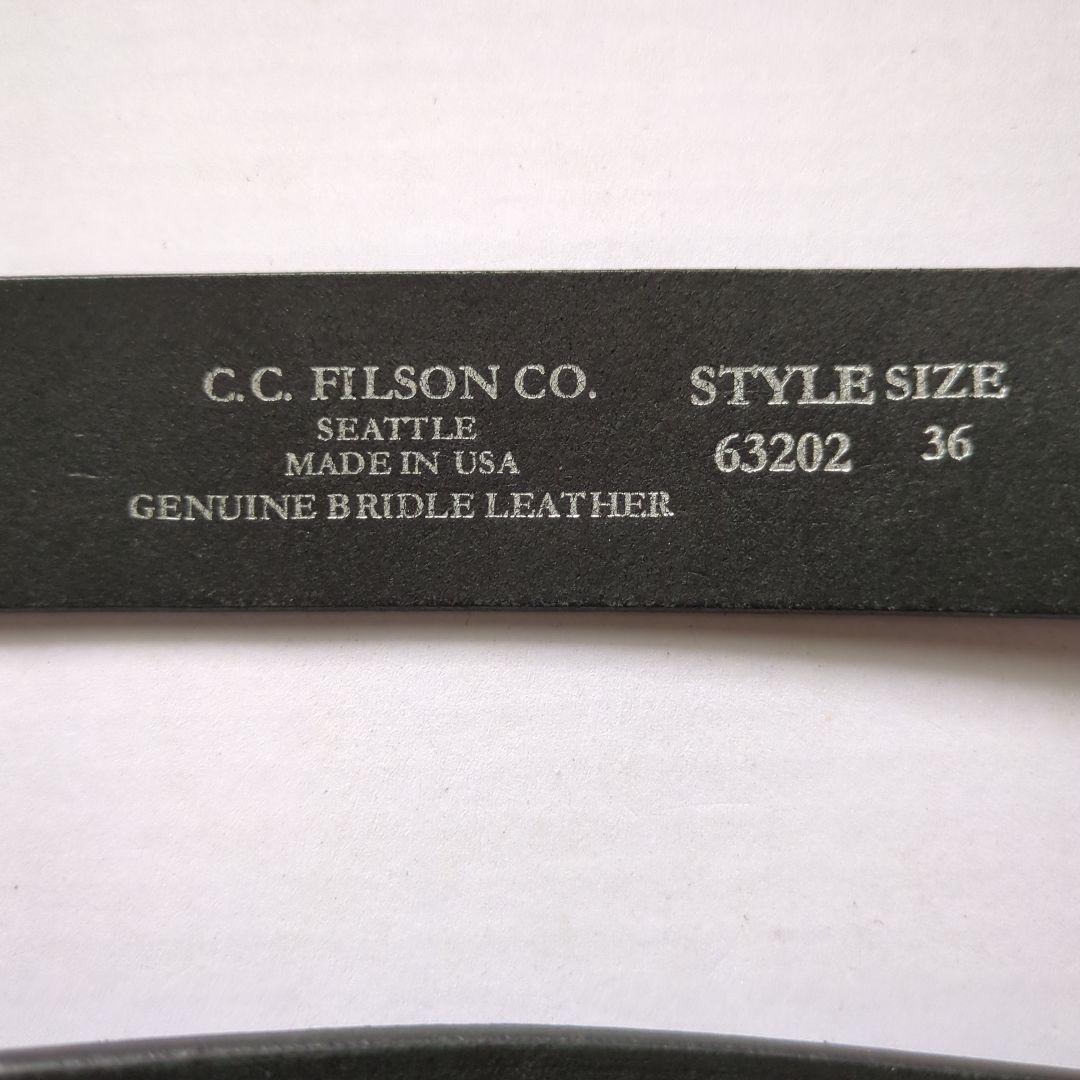 C.C. FILSON CO.
SEATTLE
MADE IN USA
GENUINE BRIDLE LEATHER
STYLE SIZE
63202 36